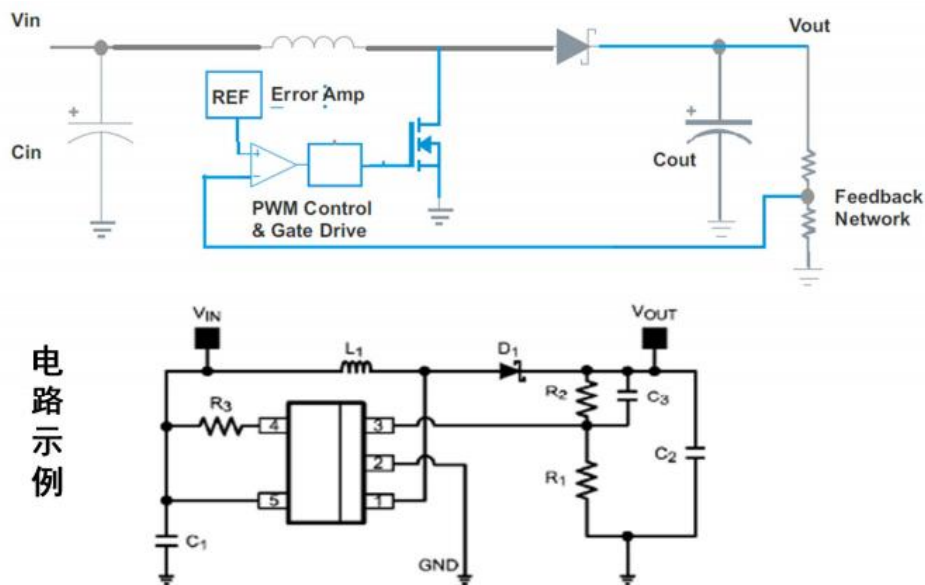 Vin
Vout
REF
Error Amp
+
-
+
Cin
+
Cout
PWM Control
& Gate Drive
Feedback
Network
电路示例
VIN
VOUT
L1
D1
R2
C3
R3
4
3
2
5
1
R1
C2
C1
GND